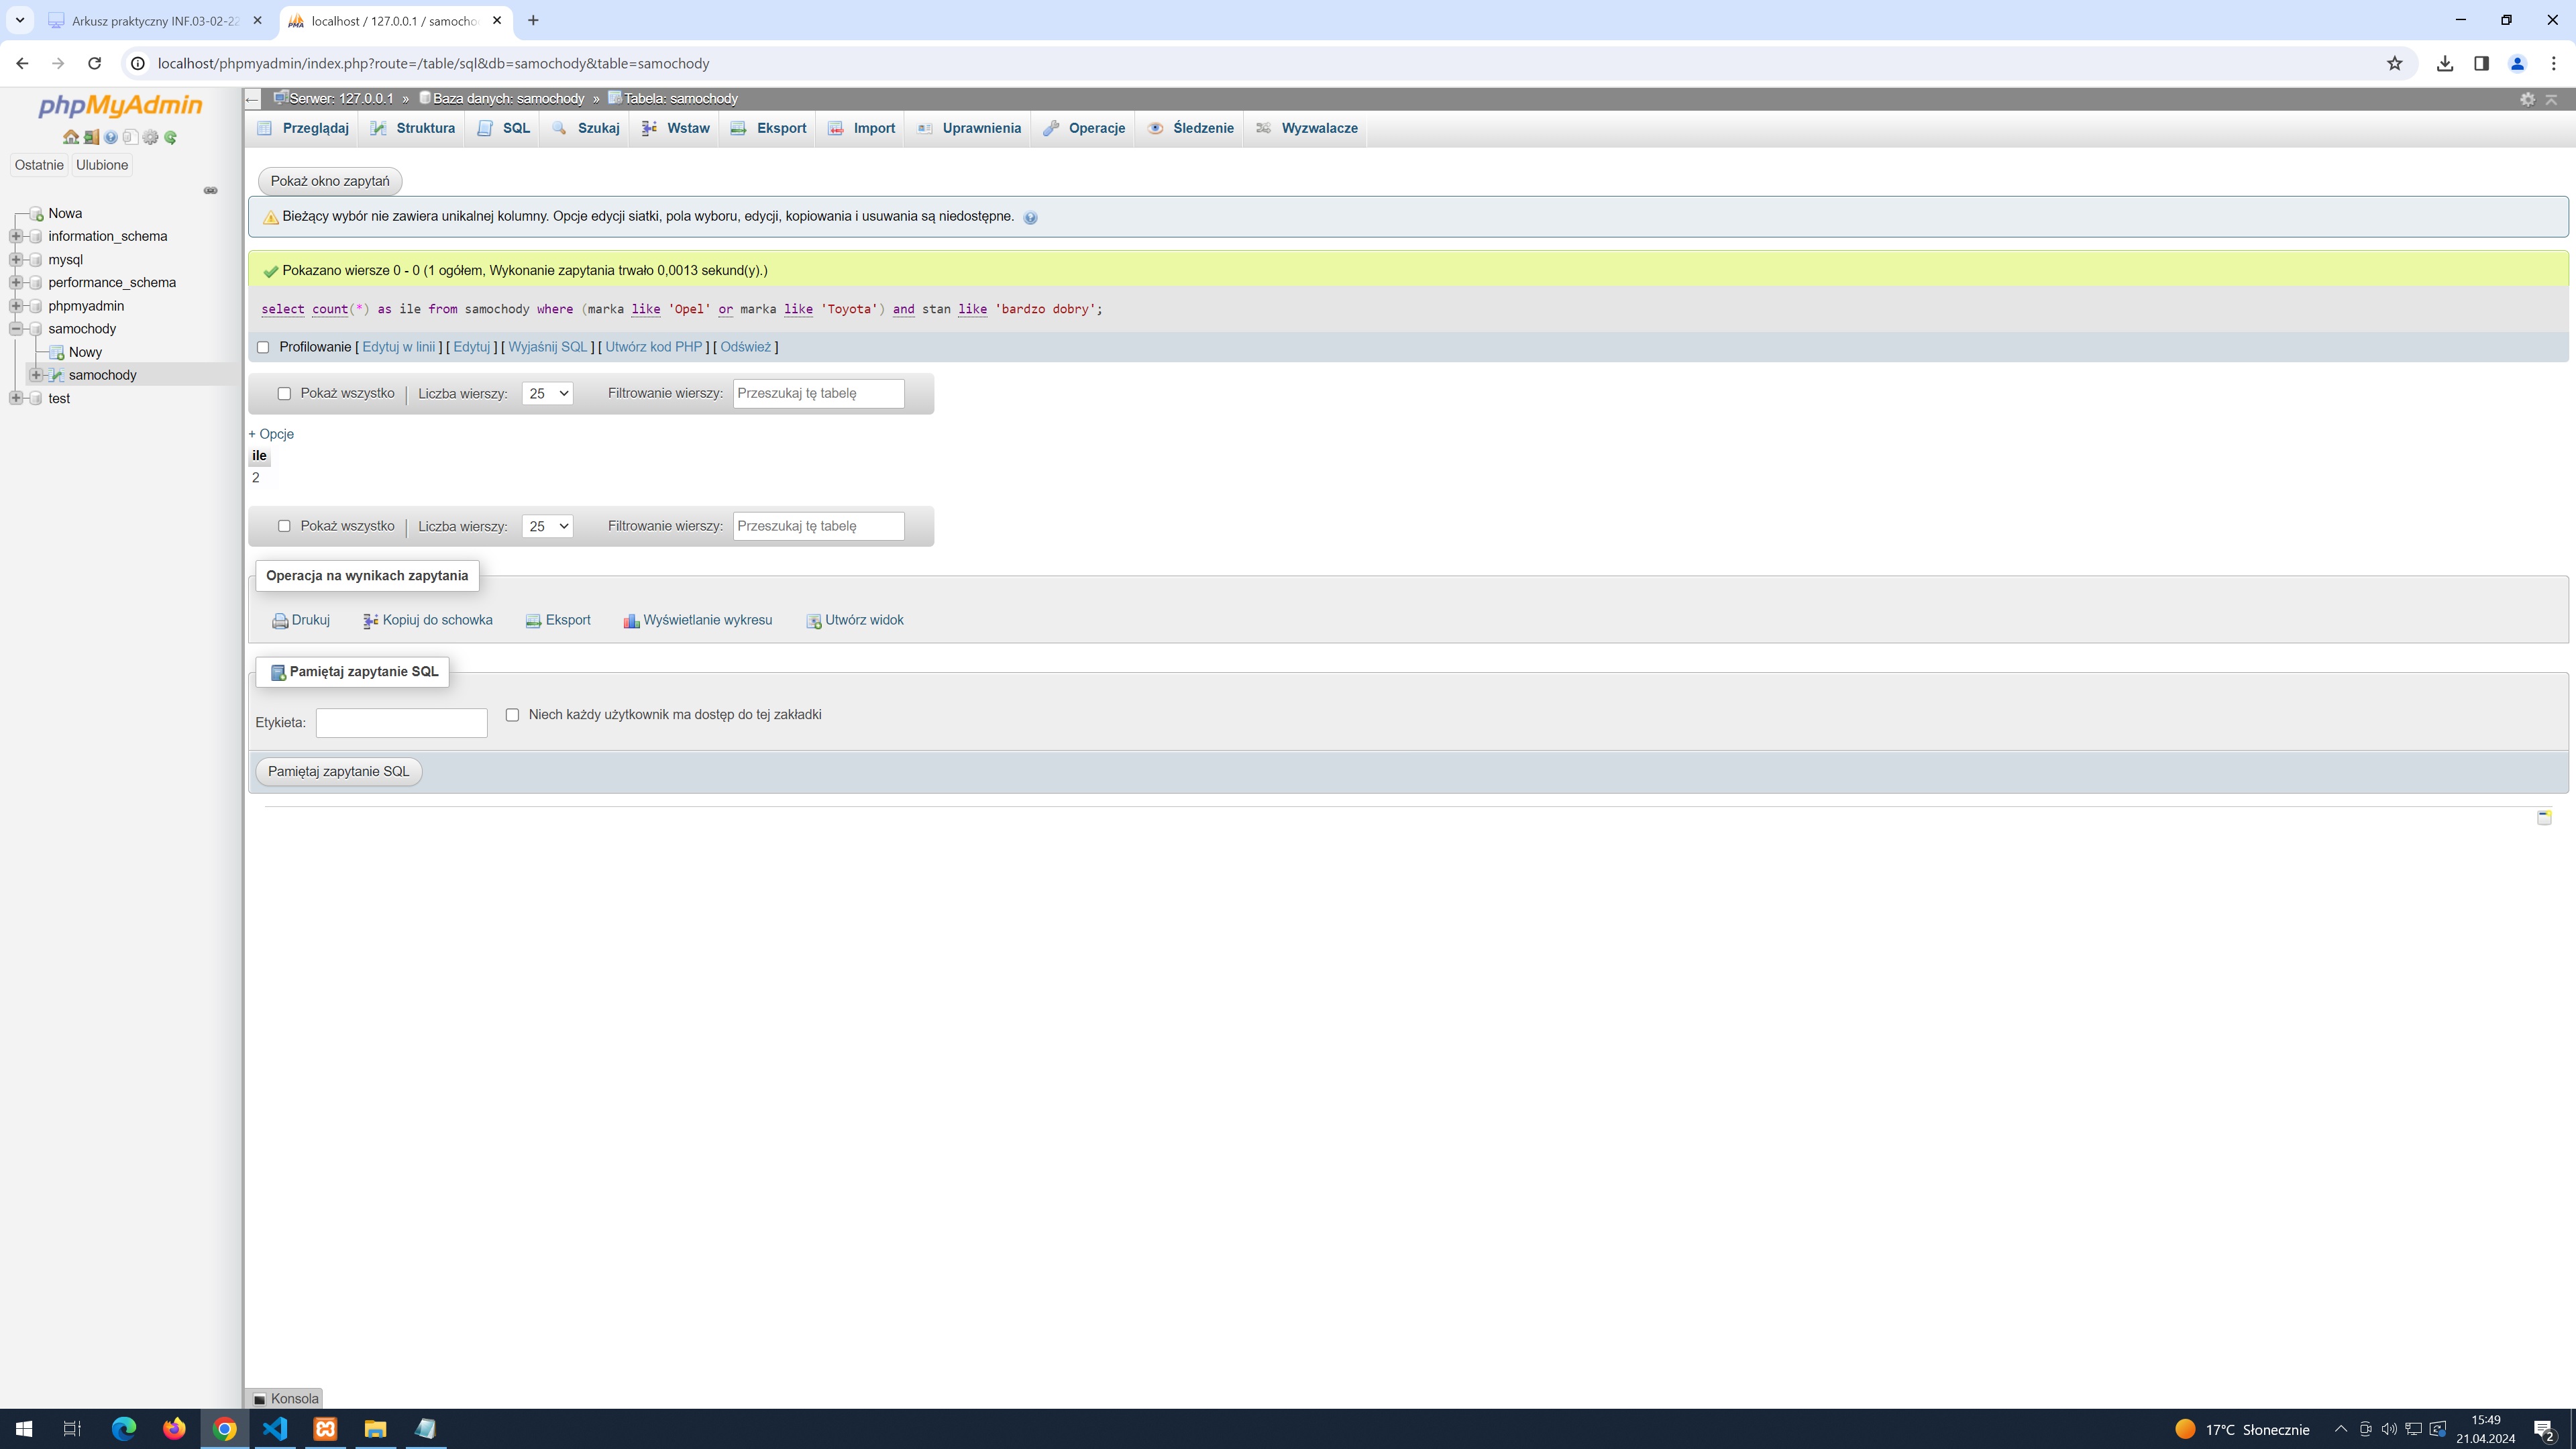 Arkusz praktyczny INF.03-02-22
localhost / 127.0.0.1 / samocho
localhost/phpmyadmin/index.php?route=/table/sql&db=samochody&table=samochody
phpMyAdmin
Ostatnie Ulubione
Nowa
information_schema
mysql
performance_schema
phpmyadmin
samochody
Nowy
samochody
test
Serwer: 127.0.0.1 » Baza danych: samochody » Tabela: samochody
Przeglądaj Struktura SQL Szukaj Wstaw Eksport Import Uprawnienia Operacje Śledzenie Wyzwalacze
Pokaż okno zapytań
Bieżący wybór nie zawiera unikalnej kolumny. Opcje edycji siatki, pola wyboru, edycji, kopiowania i usuwania są niedostępne.
Pokazano wiersze 0 - 0 (1 ogółem, Wykonanie zapytania trwało 0,0013 sekund(y).)
select count(*) as ile from samochody where (marka like 'Opel' or marka like 'Toyota') and stan like 'bardzo dobry';
Profilowanie [ Edytuj w linii ] [ Edytuj ] [ Wyjaśnij SQL ] [ Utwórz kod PHP ] [ Odśwież ]
Pokaż wszystko | Liczba wierszy: 25 Filtrowanie wierszy: Przeszukaj tę tabelę
+ Opcje
ile
2
Pokaż wszystko | Liczba wierszy: 25 Filtrowanie wierszy: Przeszukaj tę tabelę
Operacja na wynikach zapytania
Drukuj Kopiuj do schowka Eksport Wyświetlanie wykresu Utwórz widok
Pamiętaj zapytanie SQL
Etykieta: Niech każdy użytkownik ma dostęp do tej zakładki
Pamiętaj zapytanie SQL
Konsola
17°C Słonecznie
15:49
21.04.2024
2